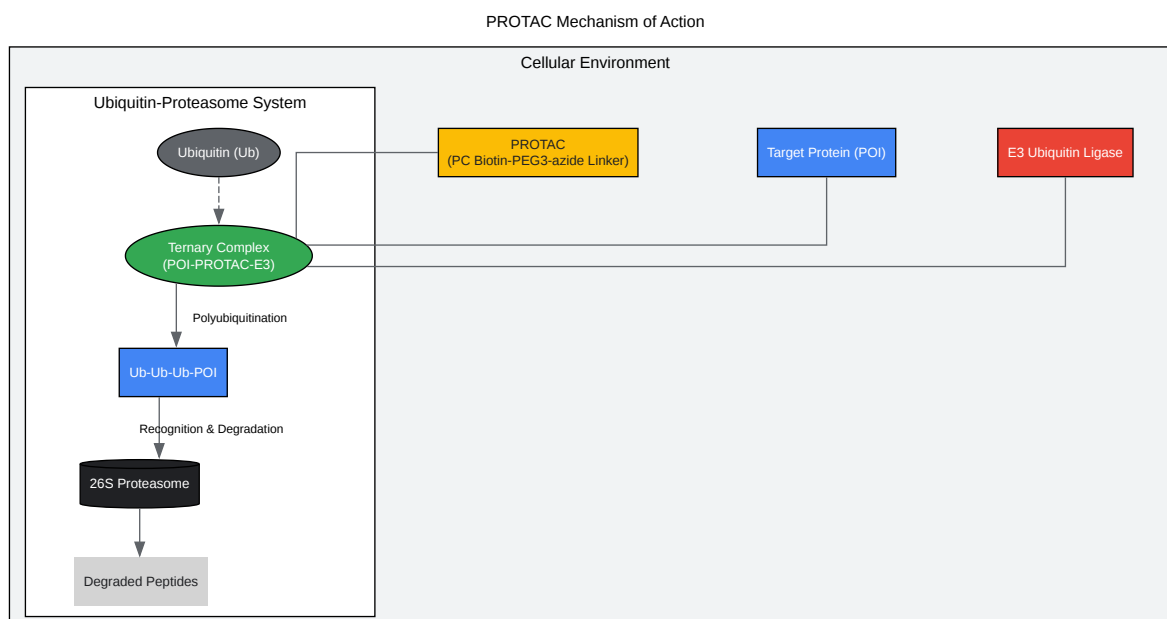 PROTAC Mechanism of Action
Cellular Environment
Ubiquitin-Proteasome System
Ubiquitin (Ub)
PROTAC
(PC Biotin-PEG3-azide Linker)
Target Protein (POI)
E3 Ubiquitin Ligase
Ternary Complex
(POI-PROTAC-E3)
Polyubiquitination
Ub-Ub-Ub-POI
Recognition & Degradation
26S Proteasome
Degraded Peptides